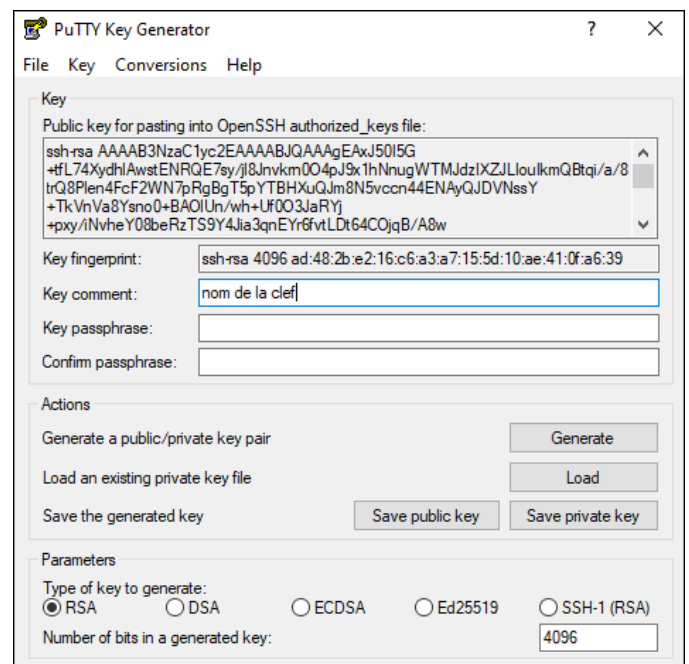 PuTTY Key Generator ? ×
File Key Conversions Help
Key
Public key for pasting into OpenSSH authorized_keys file:
ssh-rsa AAAAB3NzaC1yc2EAAAABJQAAAgEAxJ50I5G
+tfL74XydhIAwstENRQE7sy/jl8Jnvkrn0O4pJ9x1hNnugWTMJdzIXZJLIoulkmQBtqi/a/8
trQ8Plen4FcF2WN7pRgBgT5pYTBHXuQJm8N5vccn44ENAyQJDVNssY
+TkVnVa8Ysno0+BAOIUn/wh+Uf0O3JaRYj
+pxy/iNvheY08beRzTS9Y4Jia3qnEYr6fvtLDt64COjqB/A8w
Key fingerprint: ssh-rsa 4096 ad:48:2b:e2:16:c6:a3:a7:15:5d:10:ae:41:0f:a6:39
Key comment: nom de la clef
Key passphrase:
Confirm passphrase:
Actions
Generate a public/private key pair Generate
Load an existing private key file Load
Save the generated key Save public key Save private key
Parameters
Type of key to generate:
RSA DSA ECDSA Ed25519 SSH-1 (RSA)
Number of bits in a generated key: 4096